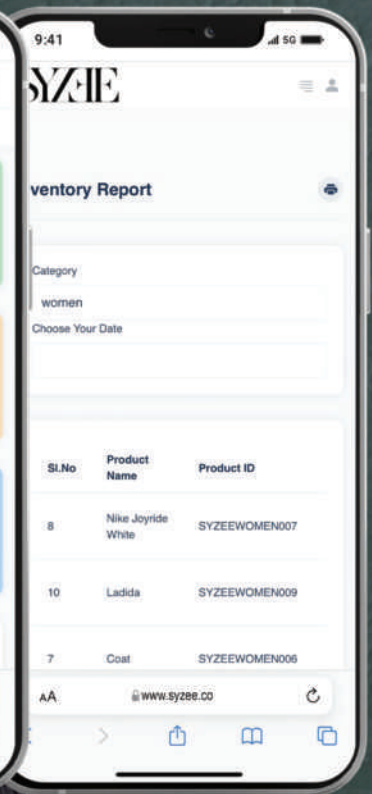 9:41
5G
SYZEE
ventory Report
Category
women
Choose Your Date
Sl.No Product Name Product ID
8 Nike Joyride White SYZEEWOMEN007
10 Ladida SYZEEWOMEN009
7 Coat SYZEEWOMEN006
AA www.syzee.co